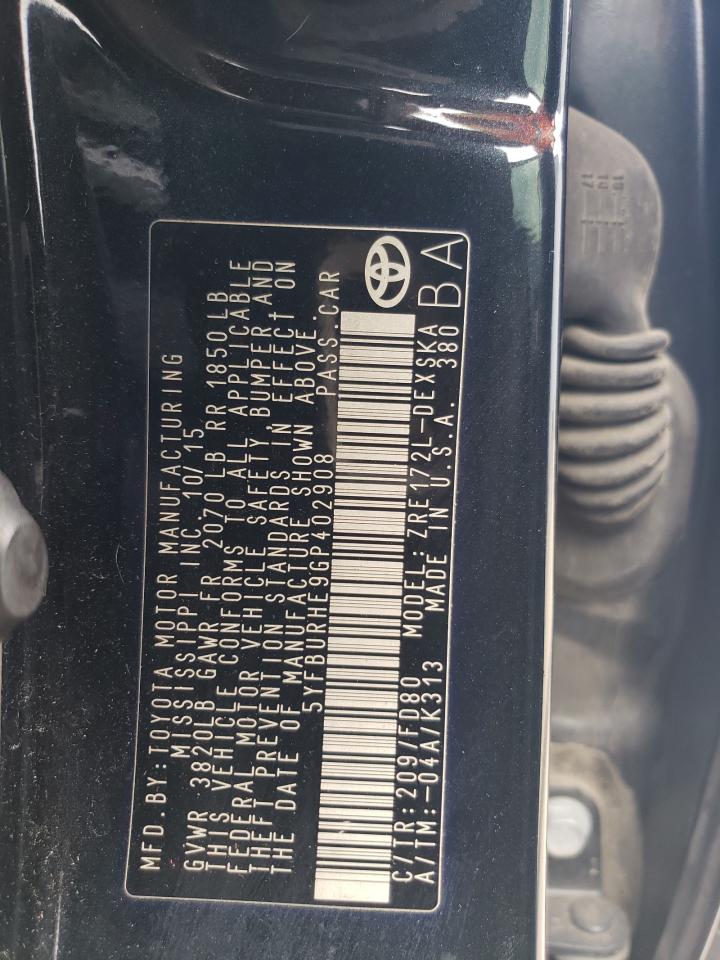 MFD.BY:TOYOTA MOTOR MANUFACTURING
MISSISSIPPI INC. 10/15
GVWR 3820LB GAWR FR 2070 LB RR 1850LB
THIS VEHICLE CONFORMS TO ALL APPLICABLE
FEDERAL MOTOR VEHICLE SAFETY BUMPER AND
THEFT PREVENTION STANDARDS IN EFFECT ON
THE DATE OF MANUFACTURE SHOWN ABOVE.
5YFBURHE9GP402908 PASS.CAR
C/TR:209/FD80 MODEL:ZRE172L-DEXSKA
A/TM:-04A/K313 MADE IN U.S.A. 380
BA